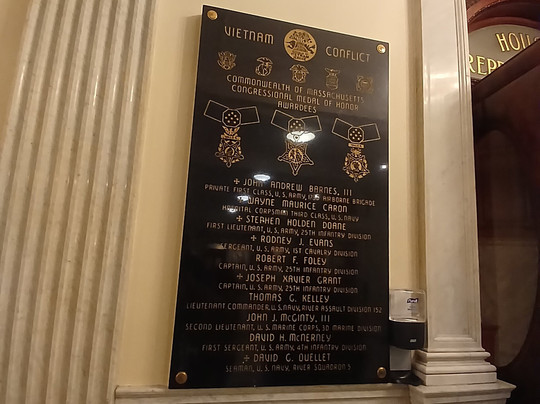 VIETNAM CONFLICT
COMMONWEALTH OF MASSACHUSETTS
CONGRESSIONAL MEDAL OF HONOR
AWARDEES
+ JOHN ANDREW BARNES, III
PRIVATE FIRST CLASS, U.S. ARMY, AIRBORNE BRIGADE
WAYNE MAURICE CARON
HOSPITAL CORPSMAN THIRD CLASS, U.S. NAVY
+ STEPHEN HOLDEN DOANE
FIRST LIEUTENANT, U.S. ARMY, 25TH INFANTRY DIVISION
+ RODNEY J. EVANS
SERGEANT, U.S. ARMY, 1ST CAVALRY DIVISION
ROBERT F. FOLEY
CAPTAIN, U.S. ARMY, 25TH INFANTRY DIVISION
+ JOSEPH XAVIER GRANT
CAPTAIN, U.S. ARMY, 25TH INFANTRY DIVISION
THOMAS G. KELLEY
LIEUTENANT COMMANDER, U.S. NAVY, RIVER ASSAULT DIVISION 152
JOHN J. McGINTY, III
SECOND LIEUTENANT, U.S. MARINE CORPS, 3D MARINE DIVISION
DAVID H. McNERNEY
FIRST SERGEANT, U.S. ARMY, 4TH INFANTRY DIVISION
+ DAVID G. OUELLET
SEAMAN, U.S. NAVY, RIVER SQUADRON 5
HOU
REPRE